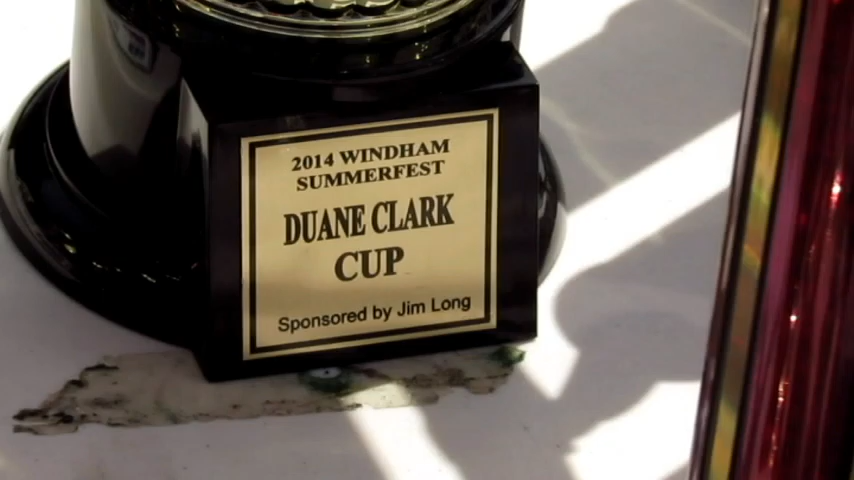 2014 WINDHAM
SUMMERFEST
DUANE CLARK
CUP
Sponsored by Jim Long